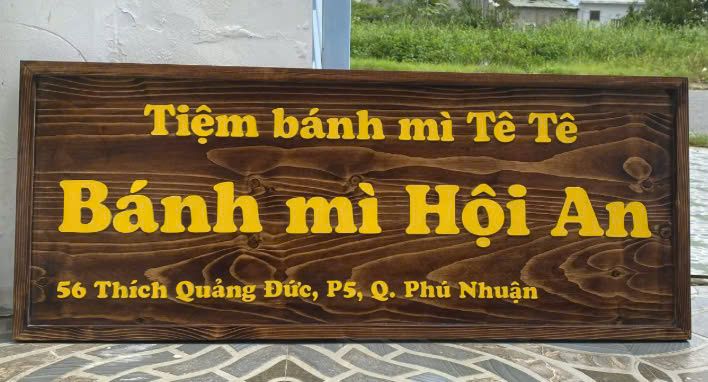 Tiệm bánh mì Tê Tê
Bánh mì Hội An
56 Thích Quảng Đức, P5, Q. Phú Nhuận